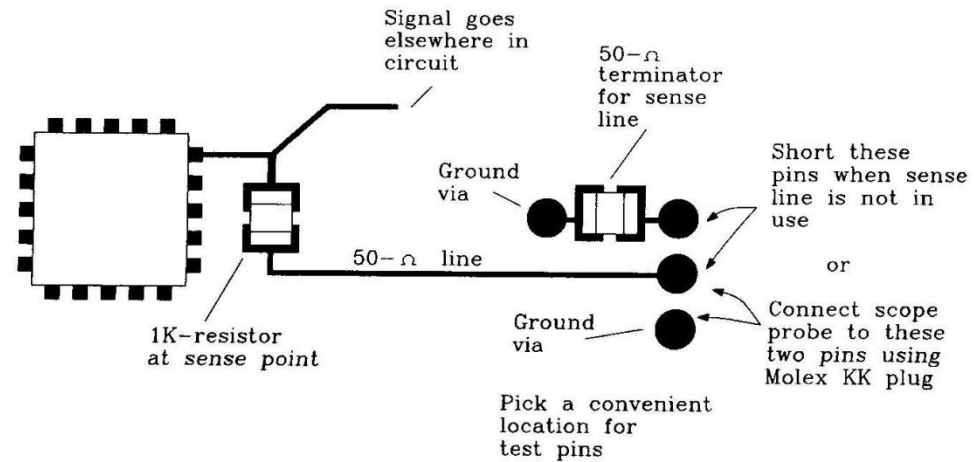 Signal goes
elsewhere in
circuit
50-Ω
terminator
for sense
line
Ground
via
Short these
pins when sense
line is not in
use
50-Ω line
or
1K-resistor
at sense point
Ground
via
Connect scope
probe to these
two pins using
Molex KK plug
Pick a convenient
location for
test pins